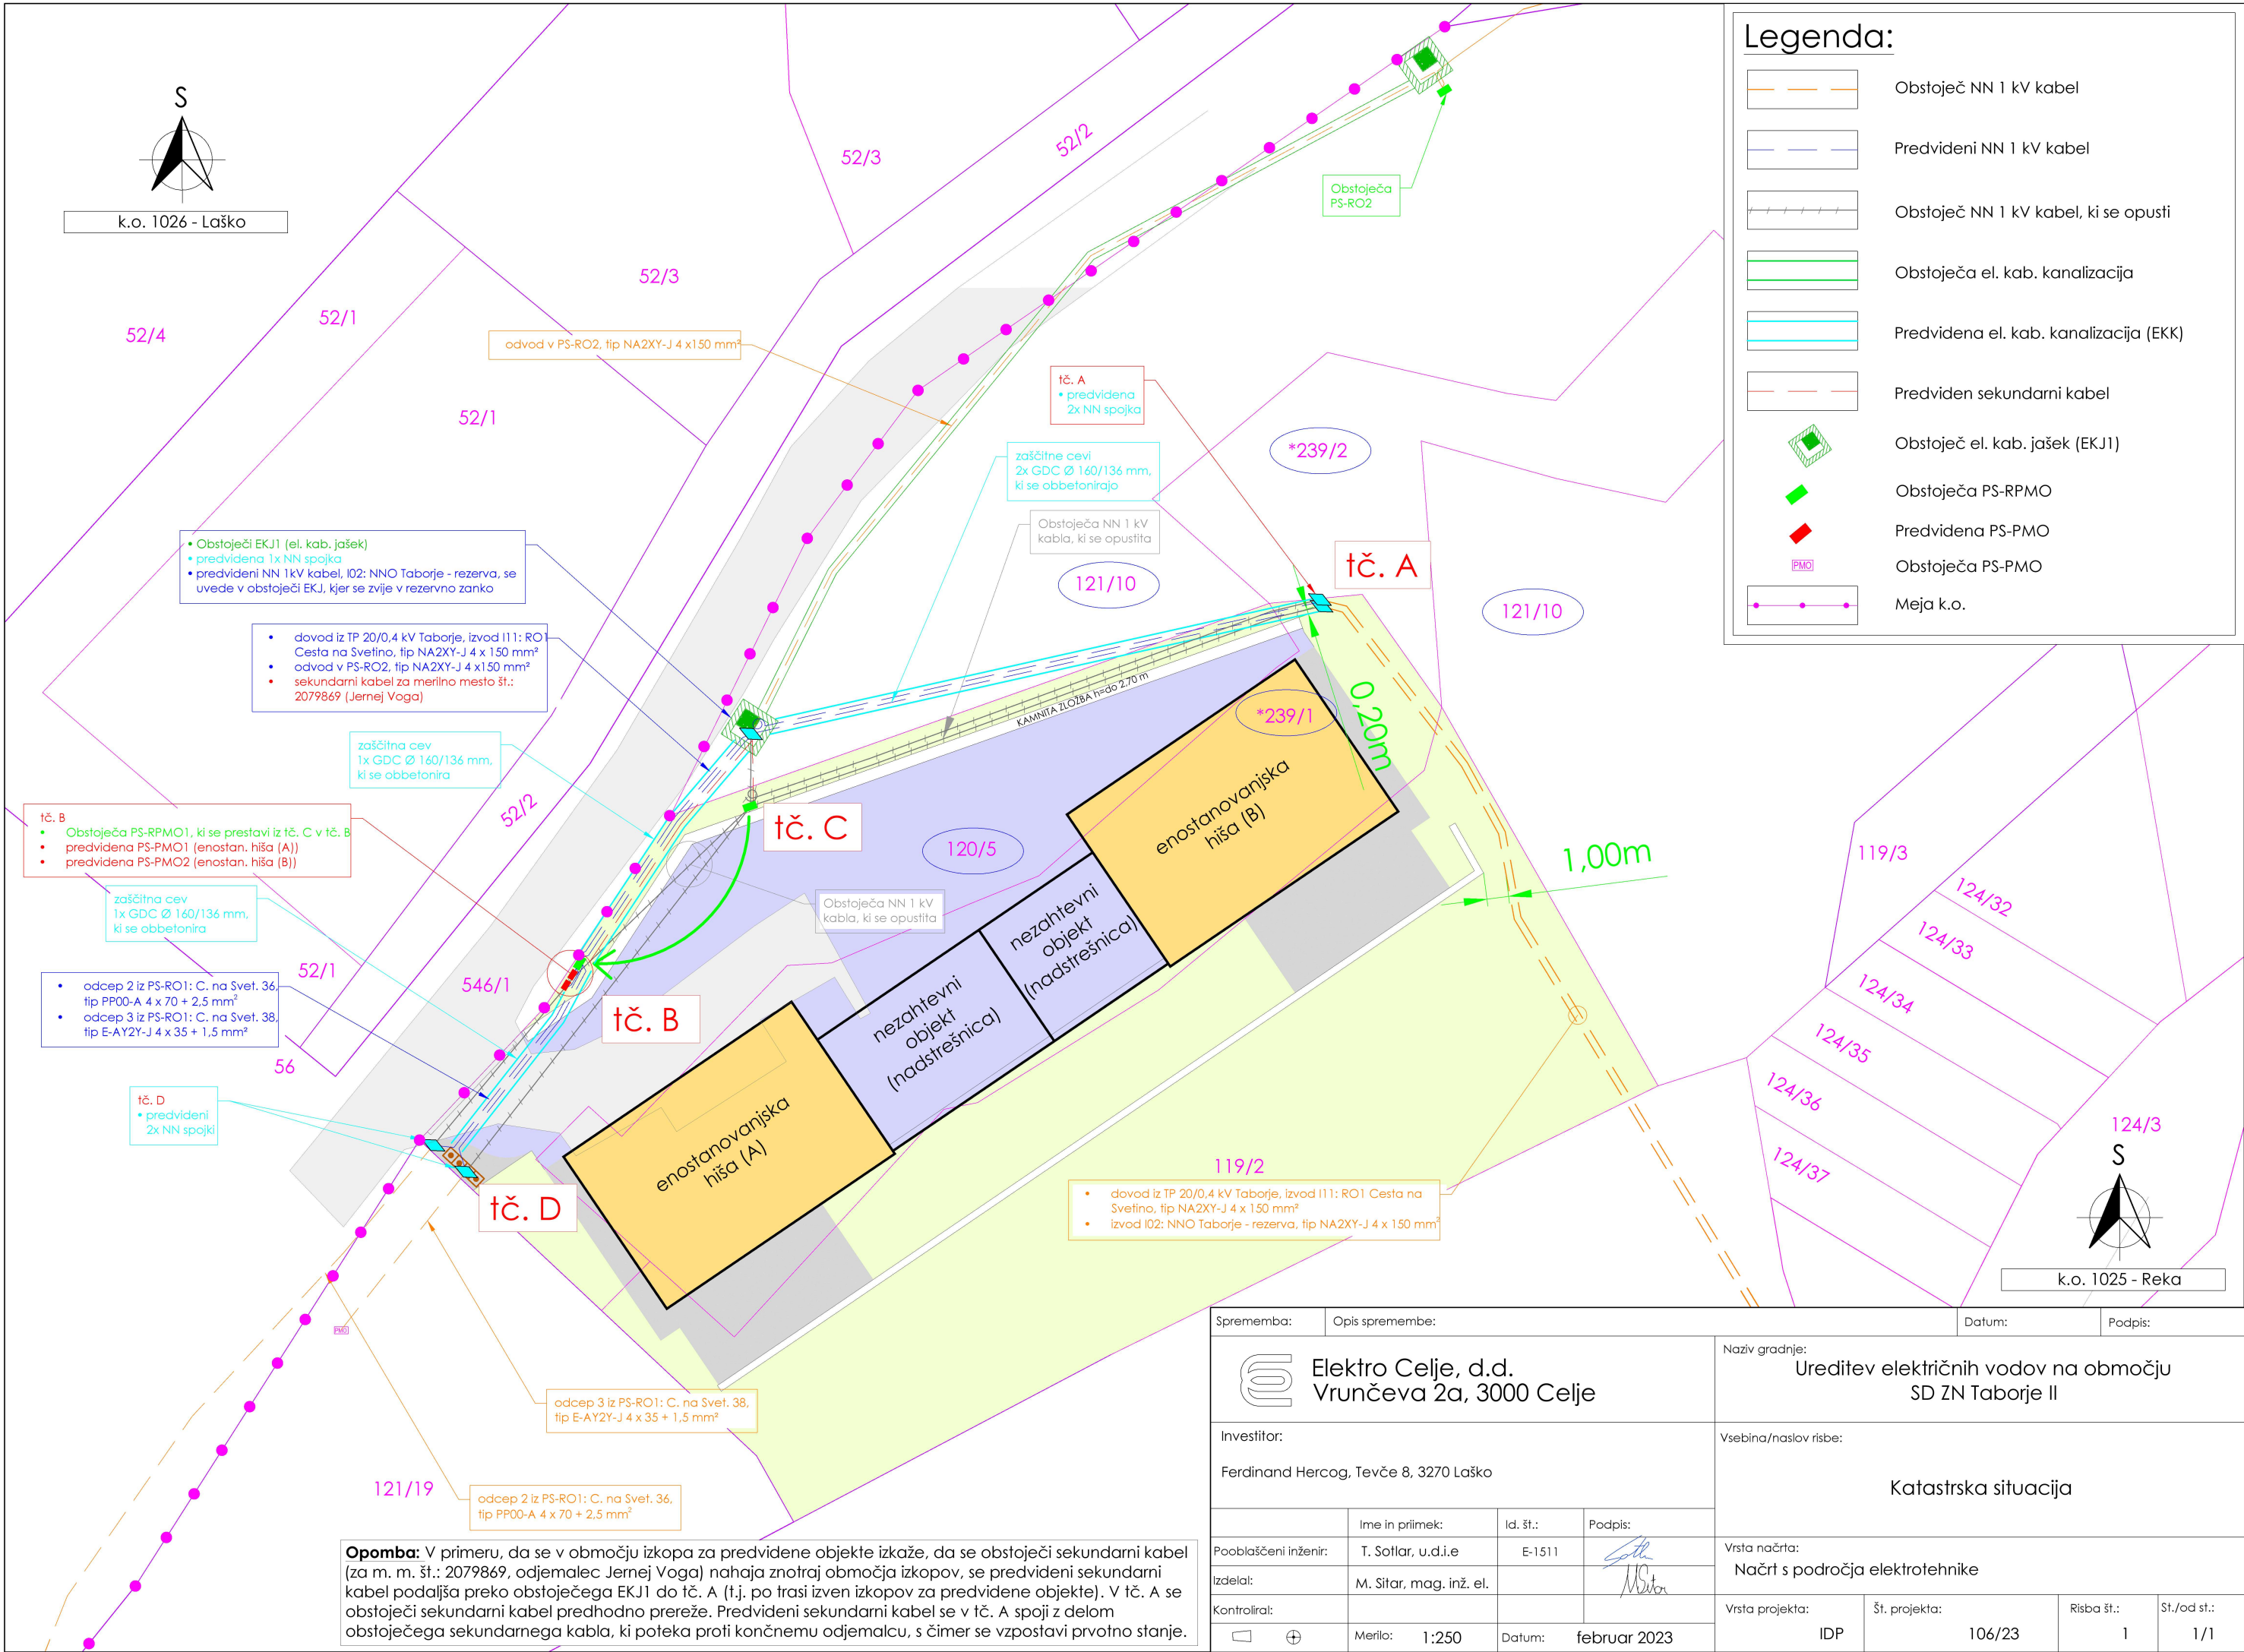 S
k.o. 1026 - Laško
52/3
52/2
52/3
52/4
52/1
52/1
Obstoječa
PS-RO2
odvod v PS-RO2, tip NA2XY-J 4 x150 mm²
tč. A
• predvidena
2x NN spojka
zaščitne cevi
2x GDC Ø 160/136 mm,
ki se obbetonirajo
Obstoječa NN 1 kV
kabla, ki se opustita
*239/2
121/10
tč. A
121/10
• Obstoječi EKJ1 (el. kab. jašek)
• predvidena 1x NN spojka
• predvideni NN 1kV kabel, I02: NNO Taborje - rezerva, se
uvede v obstoječi EKJ, kjer se zvije v rezervno zanko
• dovod iz TP 20/0,4 kV Taborje, izvod I11: RO1
Cesta na Svetino, tip NA2XY-J 4 x 150 mm²
• odvod v PS-RO2, tip NA2XY-J 4 x150 mm²
• sekundarni kabel za merilno mesto št.:
2079869 (Jernej Voga)
zaščitna cev
1x GDC Ø 160/136 mm,
ki se obbetonira
52/2
tč. B
• Obstoječa PS-RPMO1, ki se prestavi iz tč. C v tč. B
• predvidena PS-PMO1 (enostan. hiša (A))
• predvidena PS-PMO2 (enostan. hiša (B))
zaščitna cev
1x GDC Ø 160/136 mm,
ki se obbetonira
52/1
546/1
• odcep 2 iz PS-RO1: C. na Svet. 36,
tip PP00-A 4 x 70 + 2,5 mm²
• odcep 3 iz PS-RO1: C. na Svet. 38,
tip E-AY2Y-J 4 x 35 + 1,5 mm²
56
tč. D
• predvideni
2x NN spojki
KAMNITA ZLOŽBA h=do 2.70 m
*239/1
0,20m
tč. C
120/5
Obstoječa NN 1 kV
kabla, ki se opustita
enostanovanjska
hiša (B)
1,00m
nezahtevni
objekt
(nadstrešnica)
nezahtevni
objekt
(nadstrešnica)
tč. B
enostanovanjska
hiša (A)
tč. D
119/2
• dovod iz TP 20/0,4 kV Taborje, izvod I11: RO1 Cesta na
Svetino, tip NA2XY-J 4 x 150 mm²
• izvod I02: NNO Taborje - rezerva, tip NA2XY-J 4 x 150 mm²
119/3
124/32
124/33
124/34
124/35
124/36
124/37
124/3
S
k.o. 1025 - Reka
PMO
odcep 3 iz PS-RO1: C. na Svet. 38,
tip E-AY2Y-J 4 x 35 + 1,5 mm²
121/19
odcep 2 iz PS-RO1: C. na Svet. 36,
tip PP00-A 4 x 70 + 2,5 mm²
Opomba: V primeru, da se v območju izkopa za predvidene objekte izkaže, da se obstoječi sekundarni kabel
(za m. m. št.: 2079869, odjemalec Jernej Voga) nahaja znotraj območja izkopov, se predvideni sekundarni
kabel podaljša preko obstoječega EKJ1 do tč. A (t.j. po trasi izven izkopov za predvidene objekte). V tč. A se
obstoječi sekundarni kabel predhodno prereže. Predvideni sekundarni kabel se v tč. A spoji z delom
obstoječega sekundarnega kabla, ki poteka proti končnemu odjemalcu, s čimer se vzpostavi prvotno stanje.
Legenda:
Obstoječ NN 1 kV kabel
Predvideni NN 1 kV kabel
Obstoječ NN 1 kV kabel, ki se opusti
Obstoječa el. kab. kanalizacija
Predvidena el. kab. kanalizacija (EKK)
Predviden sekundarni kabel
Obstoječ el. kab. jašek (EKJ1)
Obstoječa PS-RPMO
Predvidena PS-PMO
PMO Obstoječa PS-PMO
Meja k.o.
Sprememba: Opis spremembe: Datum: Podpis:
Elektro Celje, d.d.
Vrunčeva 2a, 3000 Celje
Naziv gradnje:
Ureditev električnih vodov na območju
SD ZN Taborje II
Investitor:
Ferdinand Hercog, Tevče 8, 3270 Laško
Vsebina/naslov risbe:
Katastrska situacija
Ime in priimek: Id. št.: Podpis:
Pooblaščeni inženir: T. Sotlar, u.d.i.e E-1511
Izdelal: M. Sitar, mag. inž. el.
Kontroliral:
Merilo: 1:250 Datum: februar 2023
Vrsta načrta:
Načrt s področja elektrotehnike
Vrsta projekta: Št. projekta: Risba št.: St./od st.:
IDP 106/23 1 1/1